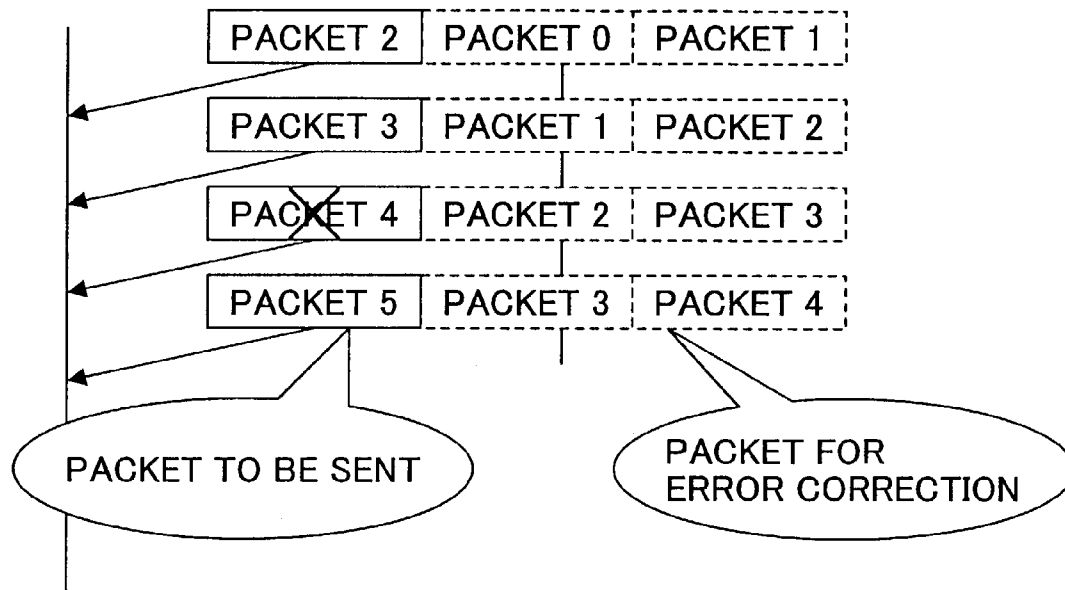 PACKET 2 PACKET 0 PACKET 1
PACKET 3 PACKET 1 PACKET 2
PACKET 4 PACKET 2 PACKET 3
PACKET 5 PACKET 3 PACKET 4
PACKET TO BE SENT
PACKET FOR
ERROR CORRECTION